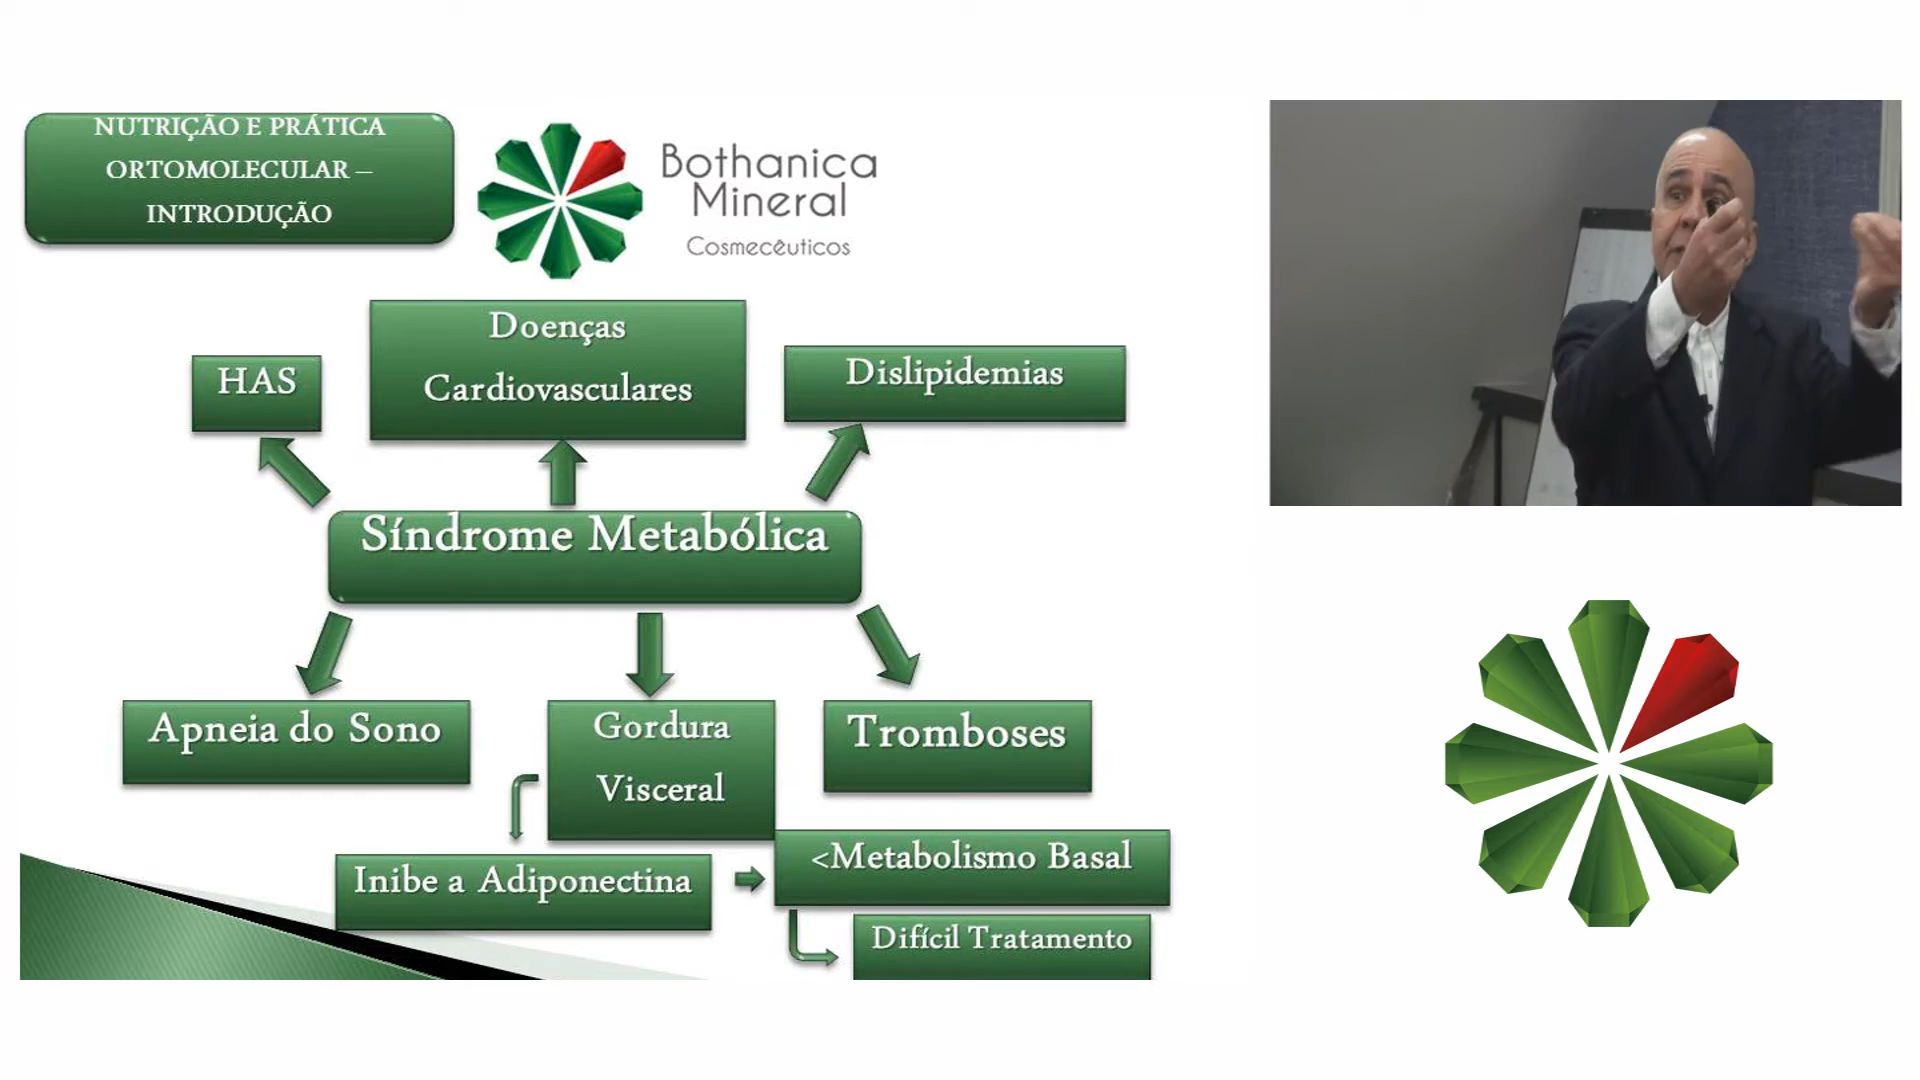 NUTRIÇÃO E PRÁTICA
ORTOMOLECULAR –
INTRODUÇÃO
Bothanica
Mineral
Cosmecêuticos
HAS
Doenças
Cardiovasculares
Dislipidemias
Síndrome Metabólica
Apneia do Sono
Gordura
Visceral
Tromboses
Inibe a Adiponectina
<Metabolismo Basal
Difícil Tratamento